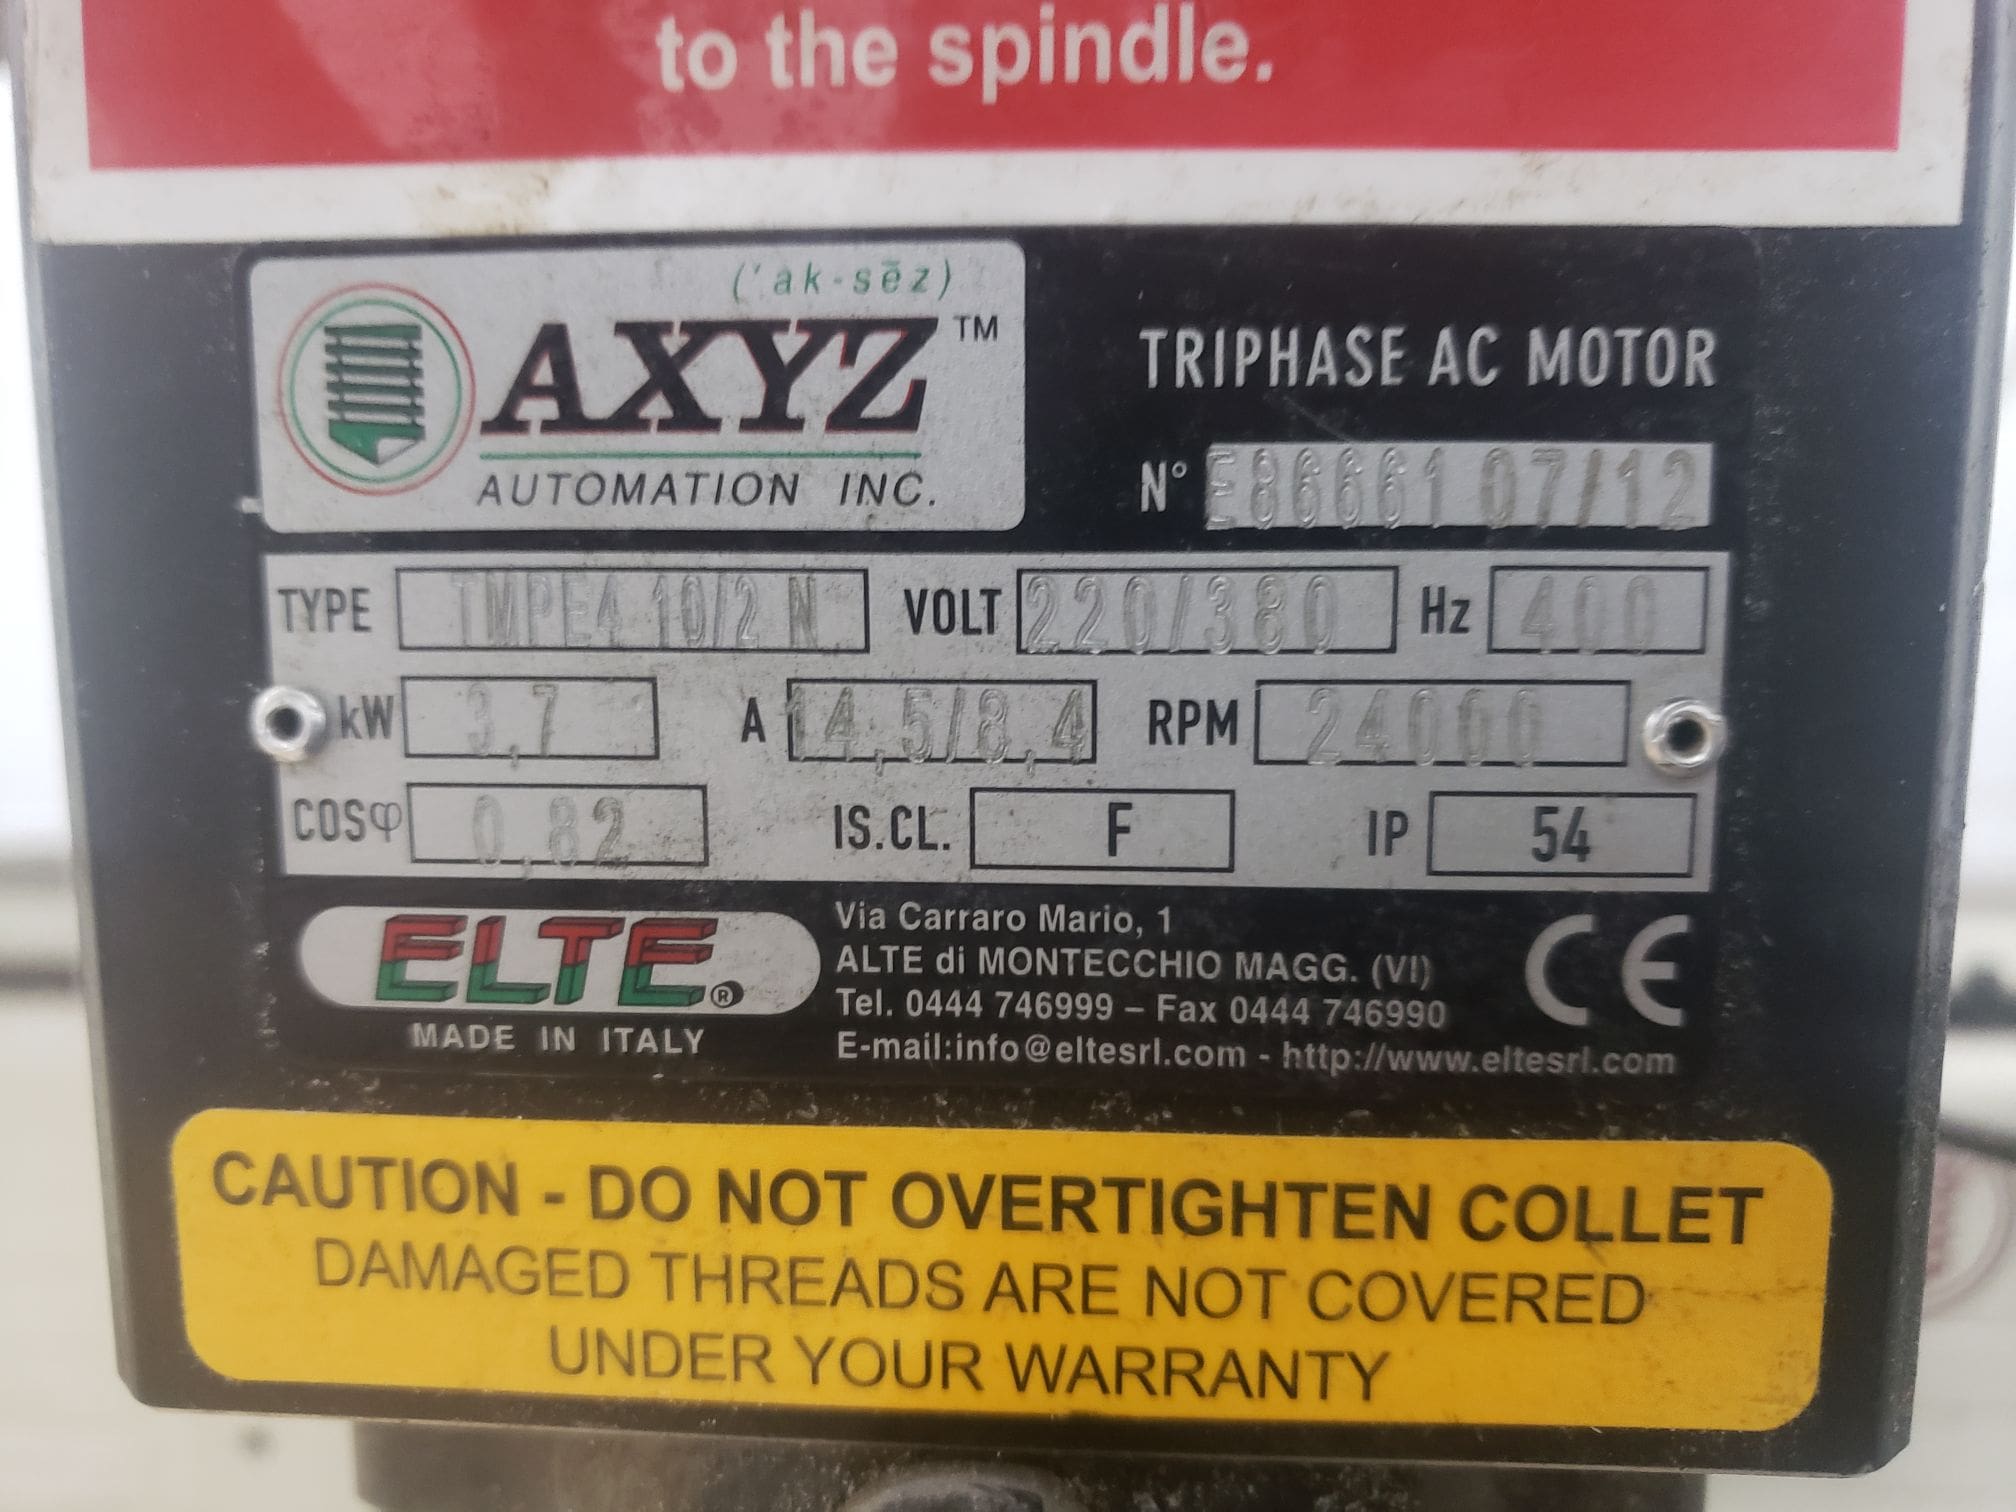 to the spindle.
('ak-sēz)
AXYZ™
AUTOMATION INC.
TRIPHASE AC MOTOR
N° E86661 07/12
TYPE TMPE4 10/2 N VOLT 220/380 Hz 400
kW 3,7 A 14,5/8,4 RPM 24000
COSφ 0,82 IS.CL. F IP 54
ELTE®
MADE IN ITALY
Via Carraro Mario, 1
ALTE di MONTECCHIO MAGG. (VI)
Tel. 0444 746999 – Fax 0444 746990
E-mail:info@eltesrl.com - http://www.eltesrl.com
CE
CAUTION - DO NOT OVERTIGHTEN COLLET
DAMAGED THREADS ARE NOT COVERED
UNDER YOUR WARRANTY